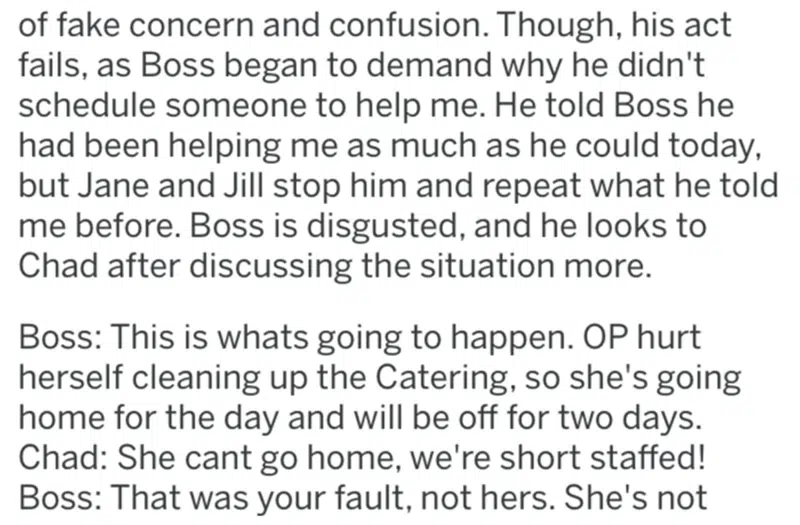 of fake concern and confusion. Though, his act
fails, as Boss began to demand why he didn't
schedule someone to help me. He told Boss he
had been helping me as much as he could today,
but Jane and Jill stop him and repeat what he told
me before. Boss is disgusted, and he looks to
Chad after discussing the situation more.
Boss: This is whats going to happen. OP hurt
herself cleaning up the Catering, so she's going
home for the day and will be off for two days.
Chad: She cant go home, we're short staffed!
Boss: That was your fault, not hers. She's not